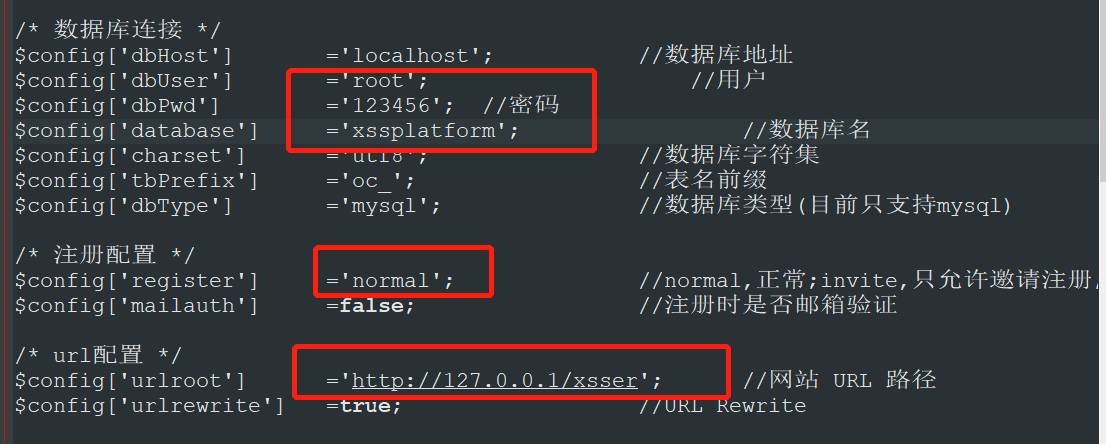 /* 数据库连接 */
$config['dbHost'] ='localhost'; //数据库地址
$config['dbUser'] ='root'; //用户
$config['dbPwd'] ='123456'; //密码
$config['database'] ='xssplatform'; //数据库名
$config['charset'] ='utf8'; //数据库字符集
$config['tbPrefix'] ='oc_'; //表名前缀
$config['dbType'] ='mysql'; //数据库类型(目前只支持mysql)
/* 注册配置 */
$config['register'] ='normal'; //normal,正常;invite,只允许邀请注册,
$config['mailauth'] =false; //注册时是否邮箱验证
/* url配置 */
$config['urlroot'] ='http://127.0.0.1/xsser'; //网站 URL 路径
$config['urlrewrite'] =true; //URL Rewrite